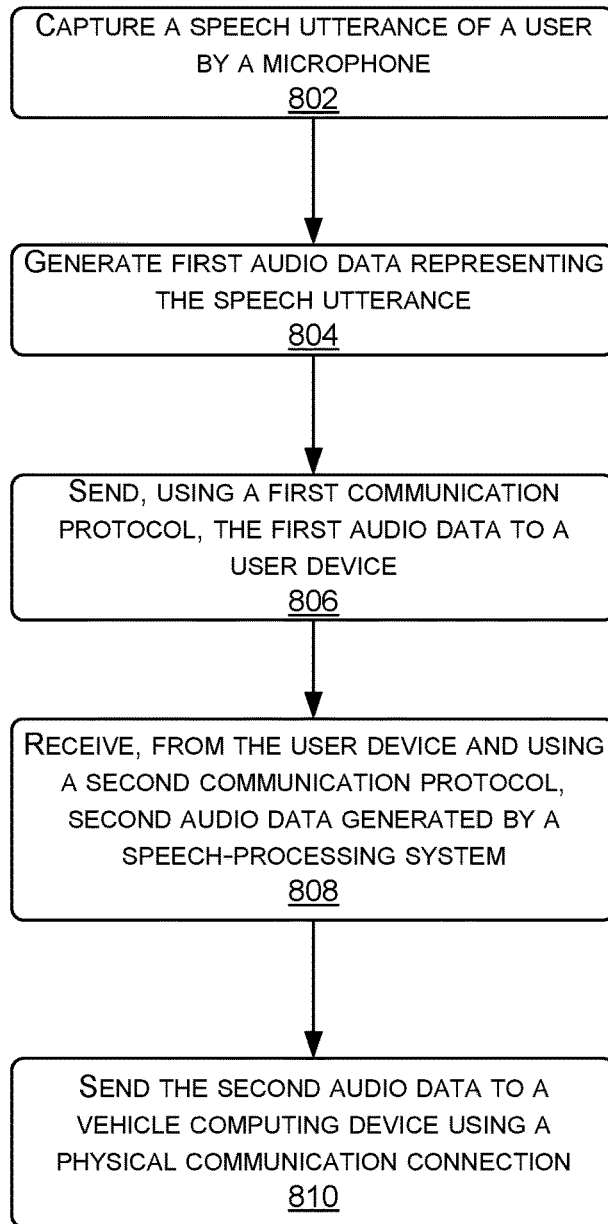 CAPTURE A SPEECH UTTERANCE OF A USER
BY A MICROPHONE
802
GENERATE FIRST AUDIO DATA REPRESENTING
THE SPEECH UTTERANCE
804
SEND, USING A FIRST COMMUNICATION
PROTOCOL, THE FIRST AUDIO DATA TO A
USER DEVICE
806
RECEIVE, FROM THE USER DEVICE AND USING
A SECOND COMMUNICATION PROTOCOL,
SECOND AUDIO DATA GENERATED BY A
SPEECH-PROCESSING SYSTEM
808
SEND THE SECOND AUDIO DATA TO A
VEHICLE COMPUTING DEVICE USING A
PHYSICAL COMMUNICATION CONNECTION
810